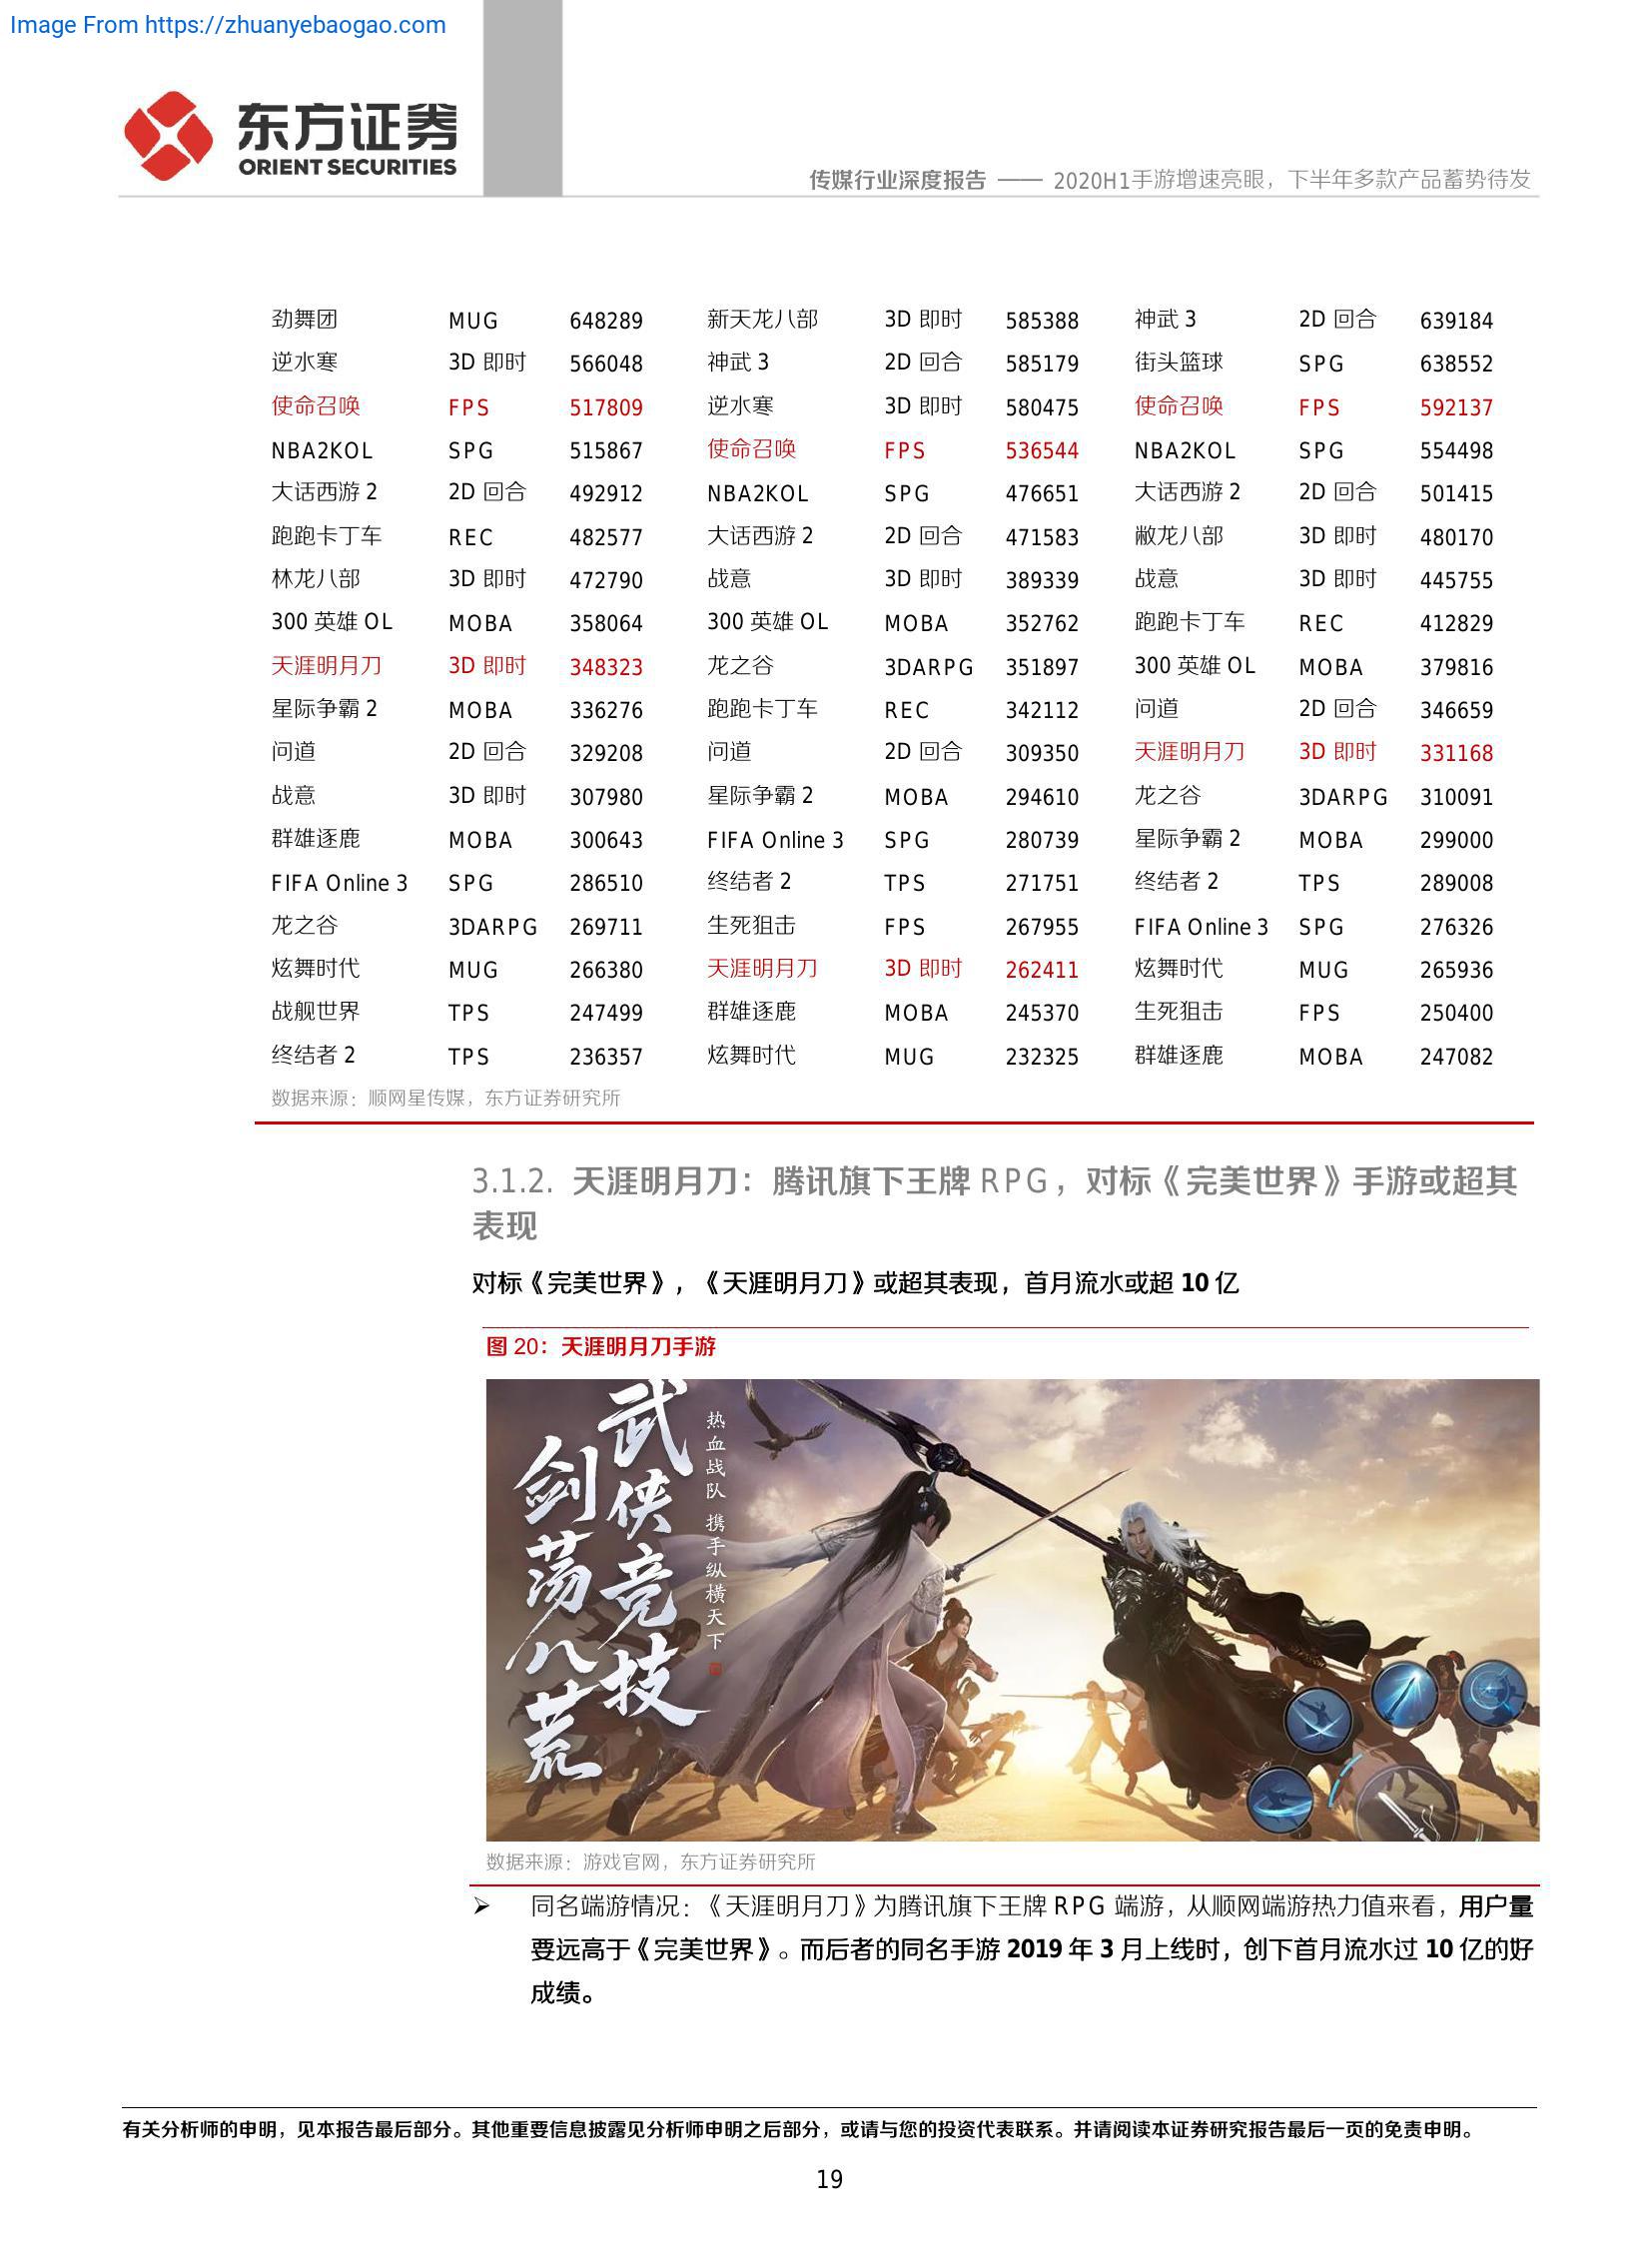 Image From https://zhuanyebaogao.com
东方证券
ORIENT SECURITIES
传媒行业深度报告 —— 2020H1手游增速亮眼，下半年多款产品蓄势待发
劲舞团 MUG 648289 新天龙八部 3D 即时 585388 神武 3 2D 回合 639184
逆水寒 3D 即时 566048 神武 3 2D 回合 585179 街头篮球 SPG 638552
使命召唤 FPS 517809 逆水寒 3D 即时 580475 使命召唤 FPS 592137
NBA2KOL SPG 515867 使命召唤 FPS 536544 NBA2KOL SPG 554498
大话西游 2 2D 回合 492912 NBA2KOL SPG 476651 大话西游 2 2D 回合 501415
跑跑卡丁车 REC 482577 大话西游 2 2D 回合 471583 敝龙八部 3D 即时 480170
林龙八部 3D 即时 472790 战意 3D 即时 389339 战意 3D 即时 445755
300 英雄 OL MOBA 358064 300 英雄 OL MOBA 352762 跑跑卡丁车 REC 412829
天涯明月刀 3D 即时 348323 龙之谷 3DARPG 351897 300 英雄 OL MOBA 379816
星际争霸 2 MOBA 336276 跑跑卡丁车 REC 342112 问道 2D 回合 346659
问道 2D 回合 329208 问道 2D 回合 309350 天涯明月刀 3D 即时 331168
战意 3D 即时 307980 星际争霸 2 MOBA 294610 龙之谷 3DARPG 310091
群雄逐鹿 MOBA 300643 FIFA Online 3 SPG 280739 星际争霸 2 MOBA 299000
FIFA Online 3 SPG 286510 终结者 2 TPS 271751 终结者 2 TPS 289008
龙之谷 3DARPG 269711 生死狙击 FPS 267955 FIFA Online 3 SPG 276326
炫舞时代 MUG 266380 天涯明月刀 3D 即时 262411 炫舞时代 MUG 265936
战舰世界 TPS 247499 群雄逐鹿 MOBA 245370 生死狙击 FPS 250400
终结者 2 TPS 236357 炫舞时代 MUG 232325 群雄逐鹿 MOBA 247082
数据来源：顺网星传媒，东方证券研究所
3.1.2. 天涯明月刀：腾讯旗下王牌 RPG，对标《完美世界》手游或超其
表现
对标《完美世界》，《天涯明月刀》或超其表现，首月流水或超 10 亿
图 20：天涯明月刀手游
武侠竞技
剑荡八荒
热血战队 携手纵横天下
数据来源：游戏官网，东方证券研究所
➢ 同名端游情况：《天涯明月刀》为腾讯旗下王牌 RPG 端游，从顺网端游热力值来看，用户量
要远高于《完美世界》。而后者的同名手游 2019 年 3 月上线时，创下首月流水过 10 亿的好
成绩。
有关分析师的申明，见本报告最后部分。其他重要信息披露见分析师申明之后部分，或请与您的投资代表联系。并请阅读本证券研究报告最后一页的免责申明。
19